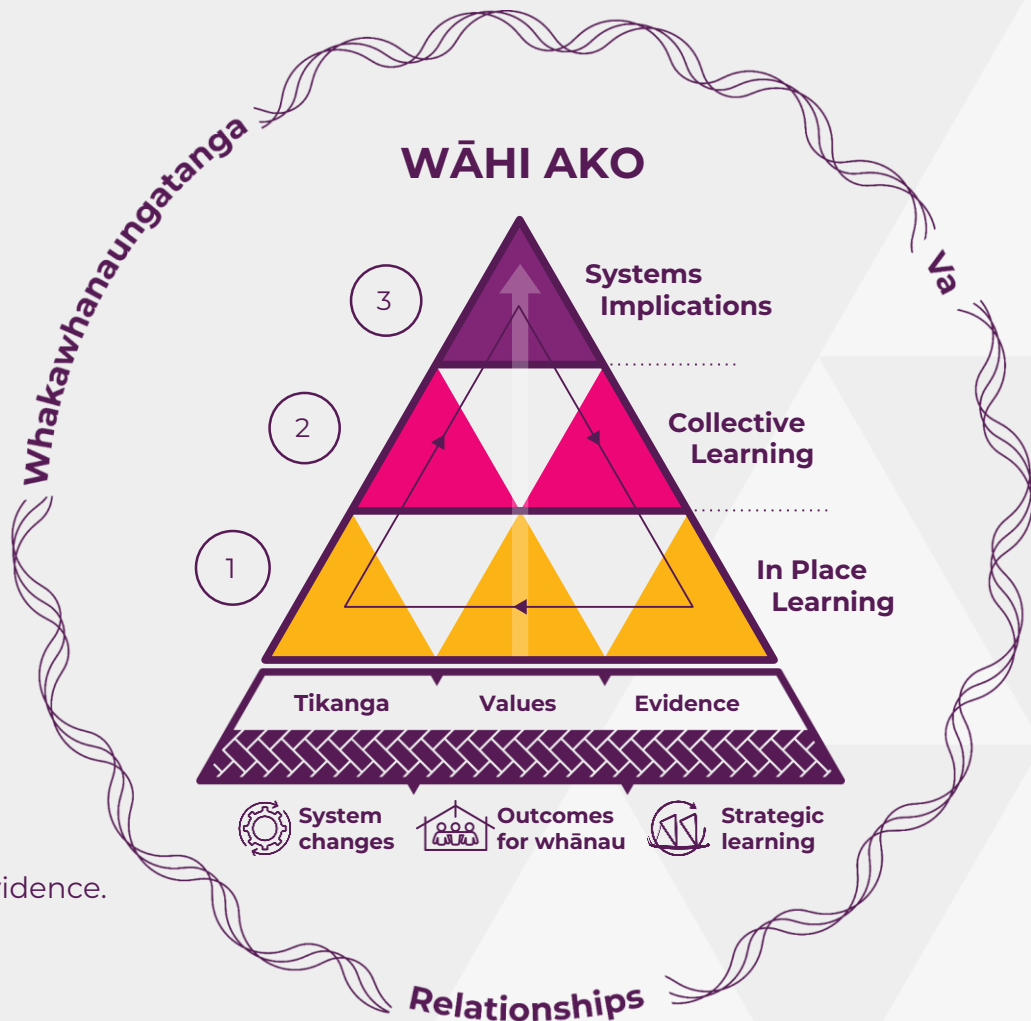 WĀHI AKO
Whakawhanaungatanga
Va
3
Systems
Implications
2
Collective
Learning
1
In Place
Learning
Tikanga
Values
Evidence
System
changes
Outcomes
for whānau
Strategic
learning
Relationships